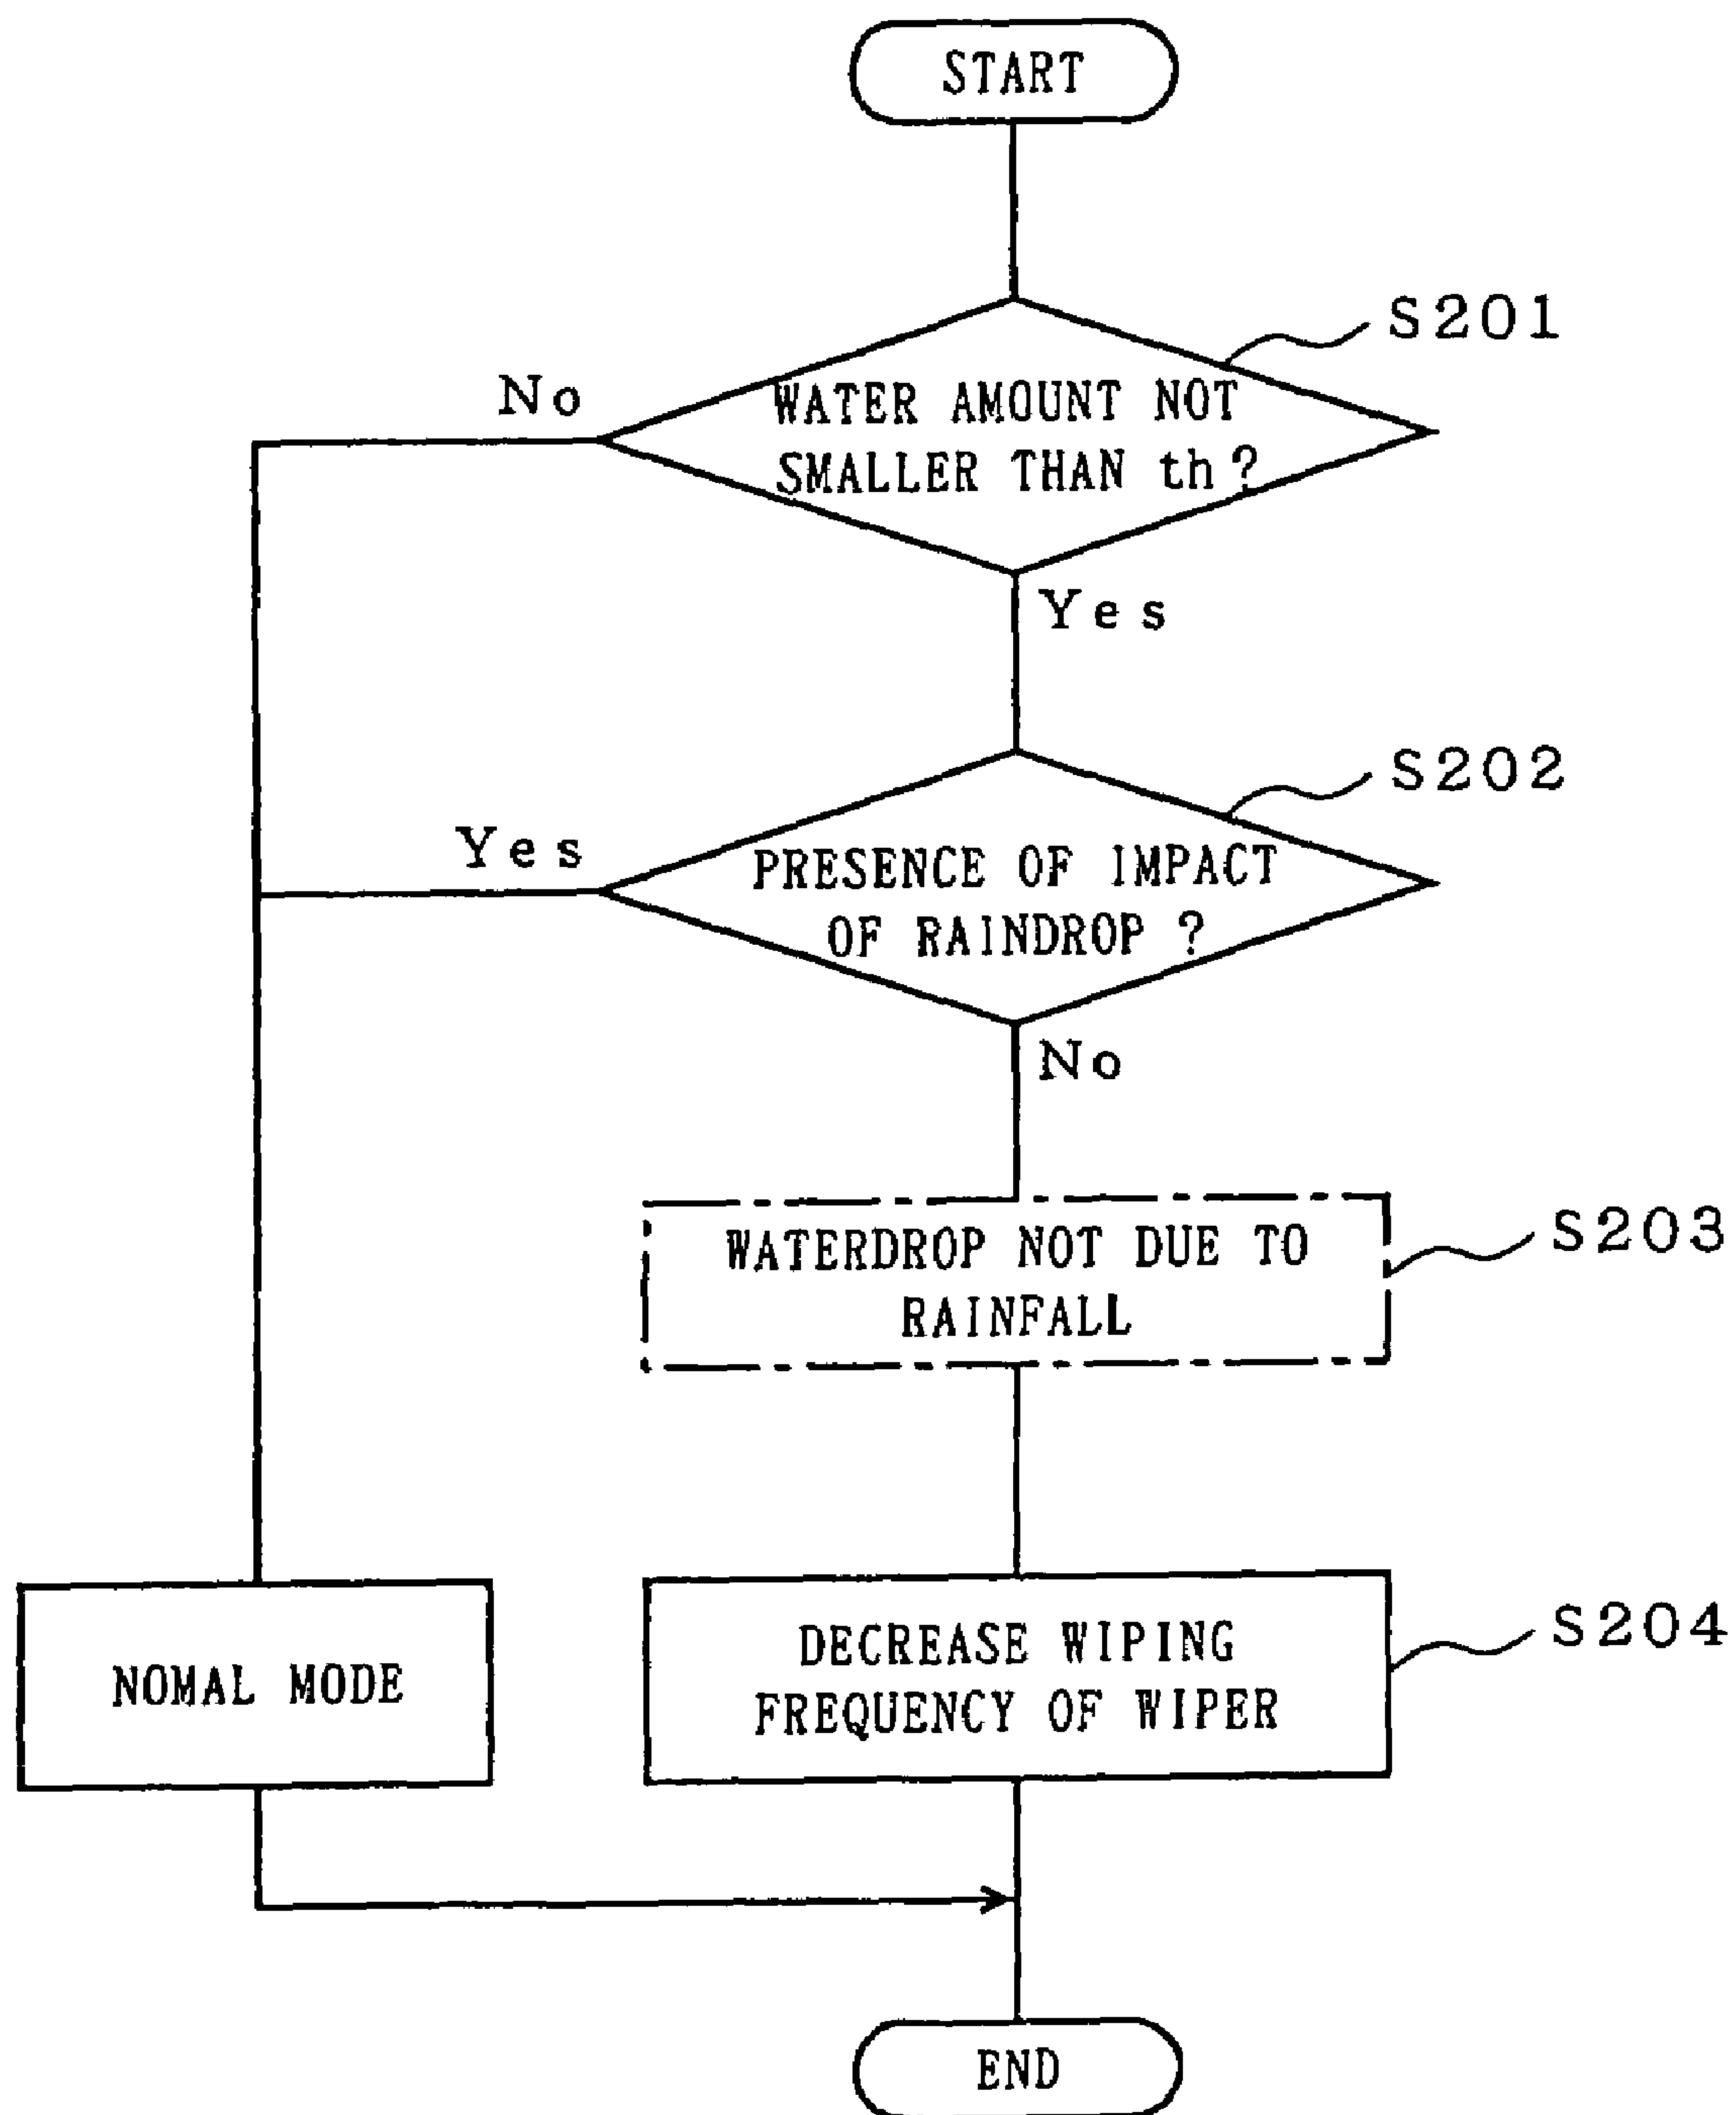 START
S201
No
WATER AMOUNT NOT
SMALLER THAN th?
Yes
S202
Yes
PRESENCE OF IMPACT
OF RAINDROP ?
No
WATERDROP NOT DUE TO
RAINFALL
S203
NOMAL MODE
DECREASE WIPING
FREQUENCY OF WIPER
S204
END